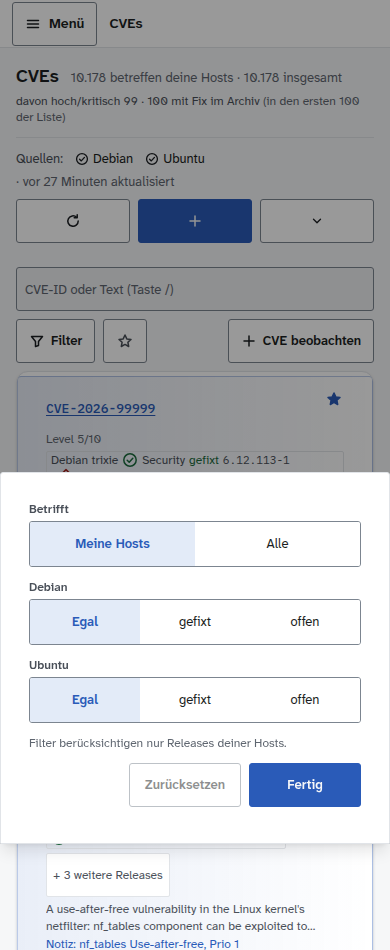 Menü CVEs
CVEs 10.178 betreffen deine Hosts · 10.178 insgesamt
davon hoch/kritisch 99 · 100 mit Fix im Archiv (in den ersten 100
der Liste)
Quellen: Debian Ubuntu
· vor 27 Minuten aktualisiert
CVE-ID oder Text (Taste /)
Filter
CVE beobachten
CVE-2026-99999
Level 5/10
Debian trixie Security gefixt 6.12.113-1
Betrifft
Meine Hosts Alle
Debian
Egal gefixt offen
Ubuntu
Egal gefixt offen
Filter berücksichtigen nur Releases deiner Hosts.
Zurücksetzen Fertig
+ 3 weitere Releases
A use-after-free vulnerability in the Linux kernel's
netfilter: nf_tables component can be exploited to...
Notiz: nf_tables Use-after-free, Prio 1